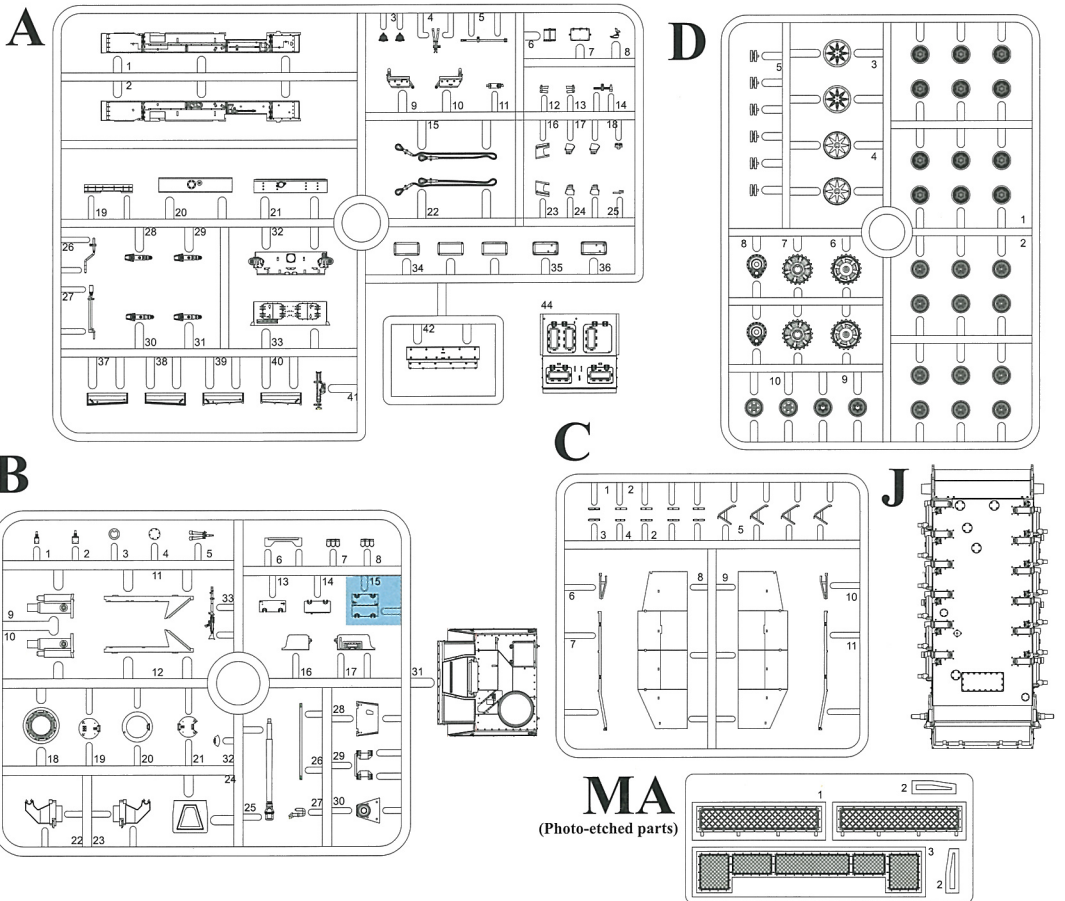 A
1
2
3 4 5
6 7 8
9 10 11 12 13 14
15 16 17 18
19 20 21 22 23 24 25
26 28 29 32
27
34 35 36
30 31 33
37 38 39 40 41
42
44
D
5 3
4
1
2
8 7 6
10 9
B
1 2 3 4 5 6 7 8
11 13 14 15
9
10
33
12 16 17 31
18 19 20 21 32
24
22 23 25 26 27 28 29 30
C
1 2
3 4 2 5
6 8 9 10
7 11
J
MA
(Photo-etched parts)
1
2
3
2